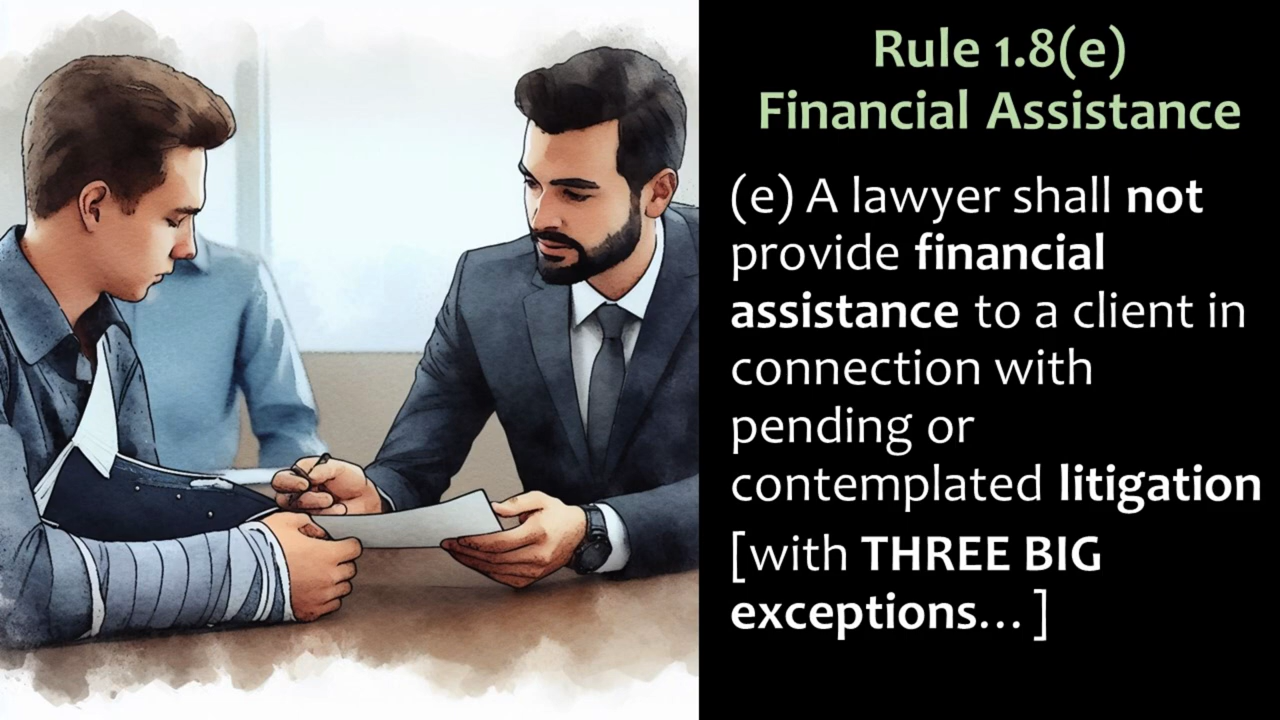 Rule 1.8(e)
Financial Assistance
(e) A lawyer shall not
provide financial
assistance to a client in
connection with
pending or
contemplated litigation
[with THREE BIG
exceptions… ]